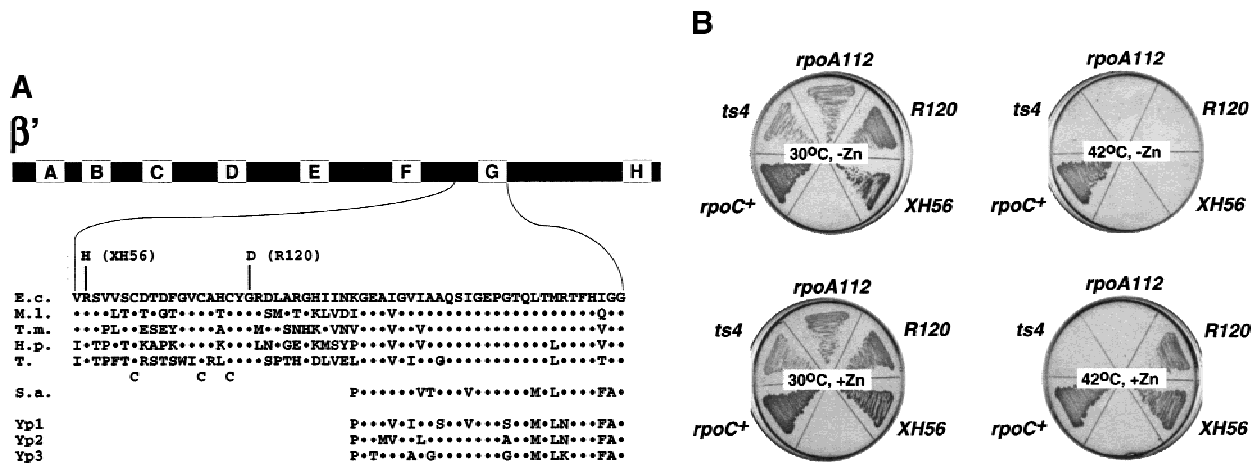 A
β'
A B C D E F G H
H (XH56) D (R120)
E.c. VRSVVSCDTDFGVCAHCYGRDLARGHIINKGEAIGVIAAQSIGEPGTQLTMRTFHIGG
M.l. ····LT·T·GT····T····SM·T·KLVDI···V·····················Q··
T.m. ···PL··ESEY····A···M··SNHK·VNV···V··V··················V··
H.p. I·TP·T·KAPK····K···LN·GE·KMSYP···V··V·············L····V··
T. I·TPFT·RSTSWI·RL····SPTH·DLVEL···V·I··G···········L····T··
C C C
S.a. P······VT···V······M·L····FA·
Yp1 P···V·I··S··V···S··M·LN···FA·
Yp2 P··MV··L········A··M·LN···FA·
Yp3 P·T···A·G·······G··M·LK···FA·
B
rpoA112
ts4 R120
30°C, -Zn
rpoC+ XH56
rpoA112
ts4 R120
42°C, -Zn
rpoC+ XH56
rpoA112
ts4 R120
30°C, +Zn
rpoC+ XH56
rpoA112
ts4 R120
42°C, +Zn
rpoC+ XH56